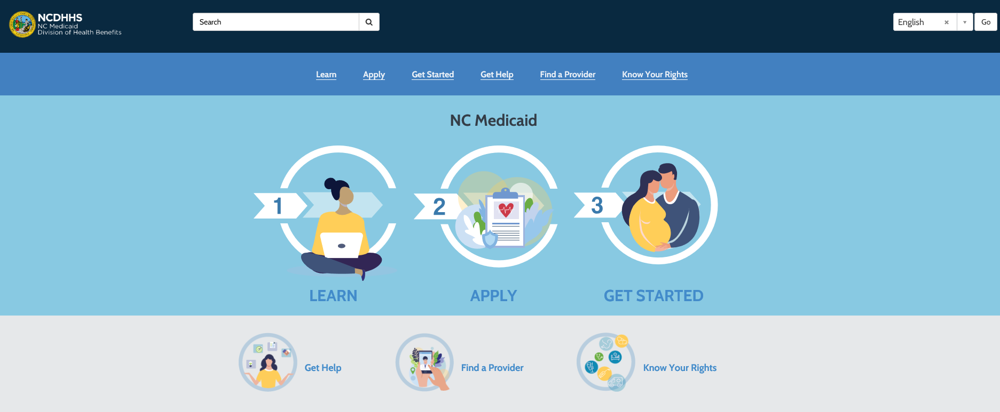 NCDHHS
NC Medicaid
Division of Health Benefits
Search
English
Go
Learn
Apply
Get Started
Get Help
Find a Provider
Know Your Rights
NC Medicaid
1
2
3
LEARN
APPLY
GET STARTED
Get Help
Find a Provider
Know Your Rights